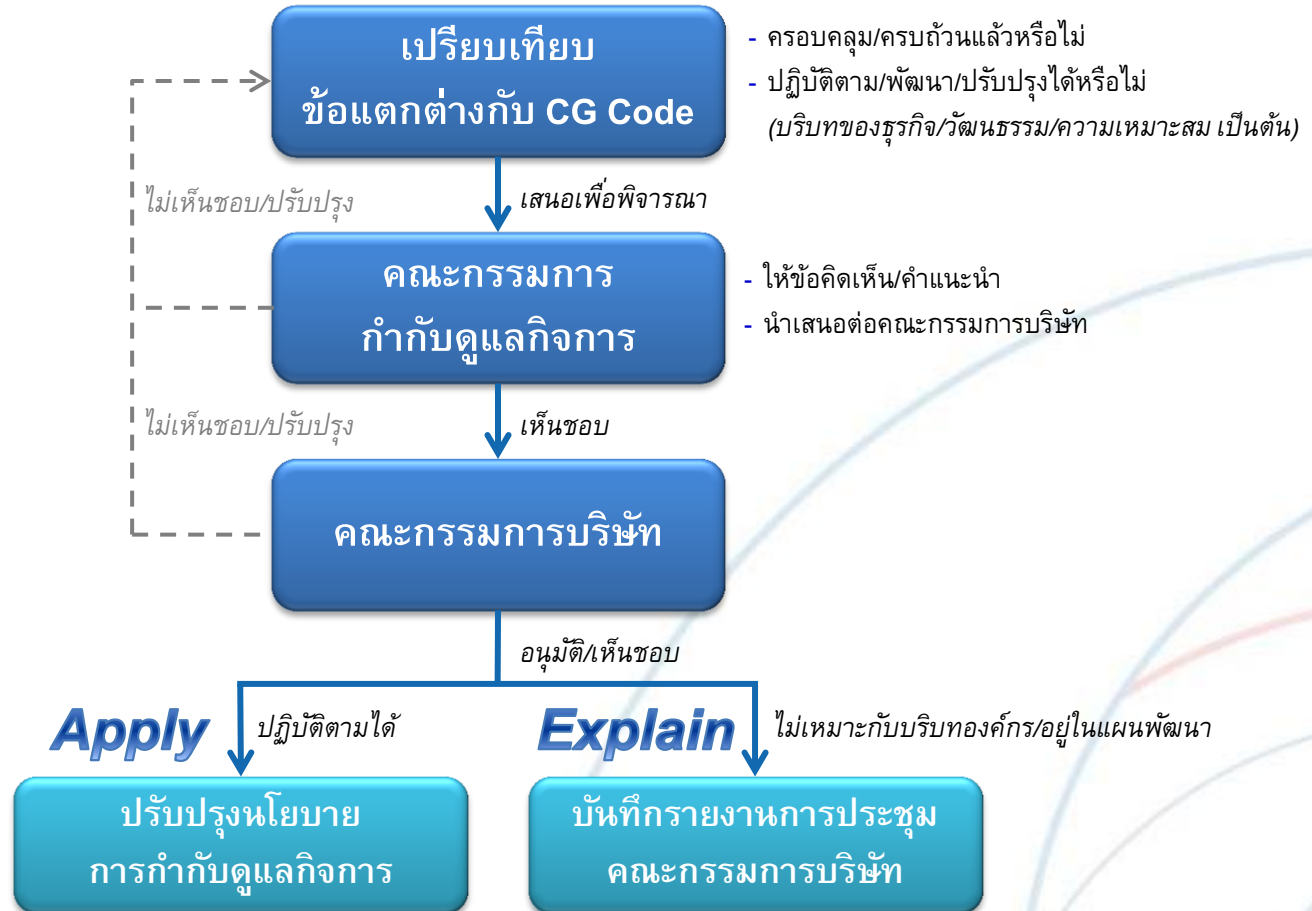 เปรียบเทียบ
ข้อแตกต่างกับ CG Code
- ครอบคลุม/ครบถ้วนแล้วหรือไม่
- ปฏิบัติตาม/พัฒนา/ปรับปรุงได้หรือไม่
(บริบทของธุรกิจ/วัฒนธรรม/ความเหมาะสม เป็นต้น)
ไม่เห็นชอบ/ปรับปรุง
เสนอเพื่อพิจารณา
คณะกรรมการ
กำกับดูแลกิจการ
- ให้ข้อคิดเห็น/คำแนะนำ
- นำเสนอต่อคณะกรรมการบริษัท
ไม่เห็นชอบ/ปรับปรุง
เห็นชอบ
คณะกรรมการบริษัท
อนุมัติ/เห็นชอบ
Apply
ปฏิบัติตามได้
Explain
ไม่เหมาะกับบริบทองค์กร/อยู่ในแผนพัฒนา
ปรับปรุงนโยบาย
การกำกับดูแลกิจการ
บันทึกรายงานการประชุม
คณะกรรมการบริษัท